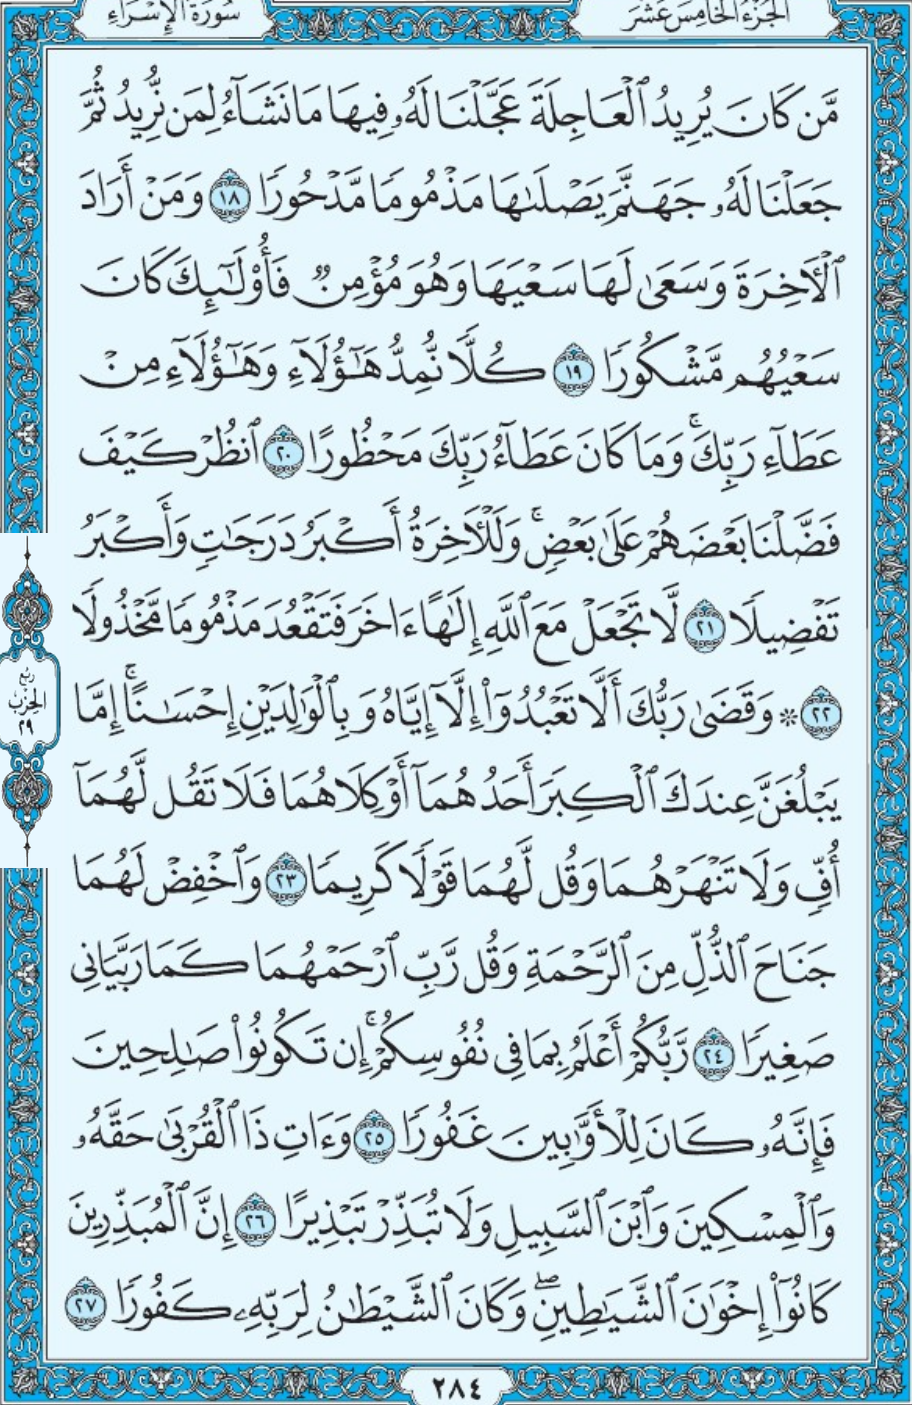 سُورَةُ الْإِسْرَاءِ
الجُزْءُ الخَامِسَ عَشَرَ
مَّن كَانَ يُرِيدُ ٱلْعَاجِلَةَ عَجَّلْنَا لَهُۥ فِيهَا مَا نَشَآءُ لِمَن نُّرِيدُ ثُمَّ
جَعَلْنَا لَهُۥ جَهَنَّمَ يَصْلَىٰهَا مَذْمُومًا مَّدْحُورًا ١٨ وَمَنْ أَرَادَ
ٱلْأَخِرَةَ وَسَعَىٰ لَهَا سَعْيَهَا وَهُوَ مُؤْمِنٌ فَأُوْلَٰٓئِكَ كَانَ
سَعْيُهُم مَّشْكُورًا ١٩ كُلًّا نُّمِدُّ هَٰٓؤُلَآءِ وَهَٰٓؤُلَآءِ مِنْ
عَطَآءِ رَبِّكَۚ وَمَا كَانَ عَطَآءُ رَبِّكَ مَحْظُورًا ٢٠ ٱنظُرْ كَيْفَ
فَضَّلْنَا بَعْضَهُمْ عَلَىٰ بَعْضٍۚ وَلَلْأَخِرَةُ أَكْبَرُ دَرَجَٰتٍ وَأَكْبَرُ
تَفْضِيلًا ٢١ لَّا تَجْعَلْ مَعَ ٱللَّهِ إِلَٰهًا ءَاخَرَ فَتَقْعُدَ مَذْمُومًا مَّخْذُولًا
٢٢ ۞ وَقَضَىٰ رَبُّكَ أَلَّا تَعْبُدُوٓاْ إِلَّآ إِيَّاهُ وَبِٱلْوَٰلِدَيْنِ إِحْسَٰنًاۚ إِمَّا
يَبْلُغَنَّ عِندَكَ ٱلْكِبَرَ أَحَدُهُمَآ أَوْ كِلَاهُمَا فَلَا تَقُل لَّهُمَآ
أُفٍّ وَلَا تَنْهَرْهُمَا وَقُل لَّهُمَا قَوْلًا كَرِيمًا ٢٣ وَٱخْفِضْ لَهُمَا
جَنَاحَ ٱلذُّلِّ مِنَ ٱلرَّحْمَةِ وَقُل رَّبِّ ٱرْحَمْهُمَا كَمَا رَبَّيَانِي
صَغِيرًا ٢٤ رَّبُّكُمْ أَعْلَمُ بِمَا فِي نُفُوسِكُمْۚ إِن تَكُونُواْ صَٰلِحِينَ
فَإِنَّهُۥ كَانَ لِلْأَوَّٰبِينَ غَفُورًا ٢٥ وَءَاتِ ذَا ٱلْقُرْبَىٰ حَقَّهُۥ
وَٱلْمِسْكِينَ وَٱبْنَ ٱلسَّبِيلِ وَلَا تُبَذِّرْ تَبْذِيرًا ٢٦ إِنَّ ٱلْمُبَذِّرِينَ
كَانُوٓاْ إِخْوَٰنَ ٱلشَّيَٰطِينِۖ وَكَانَ ٱلشَّيْطَٰنُ لِرَبِّهِۦ كَفُورًا ٢٧
رُبْعُ
الحِزْبِ
٢٩
٢٨٤